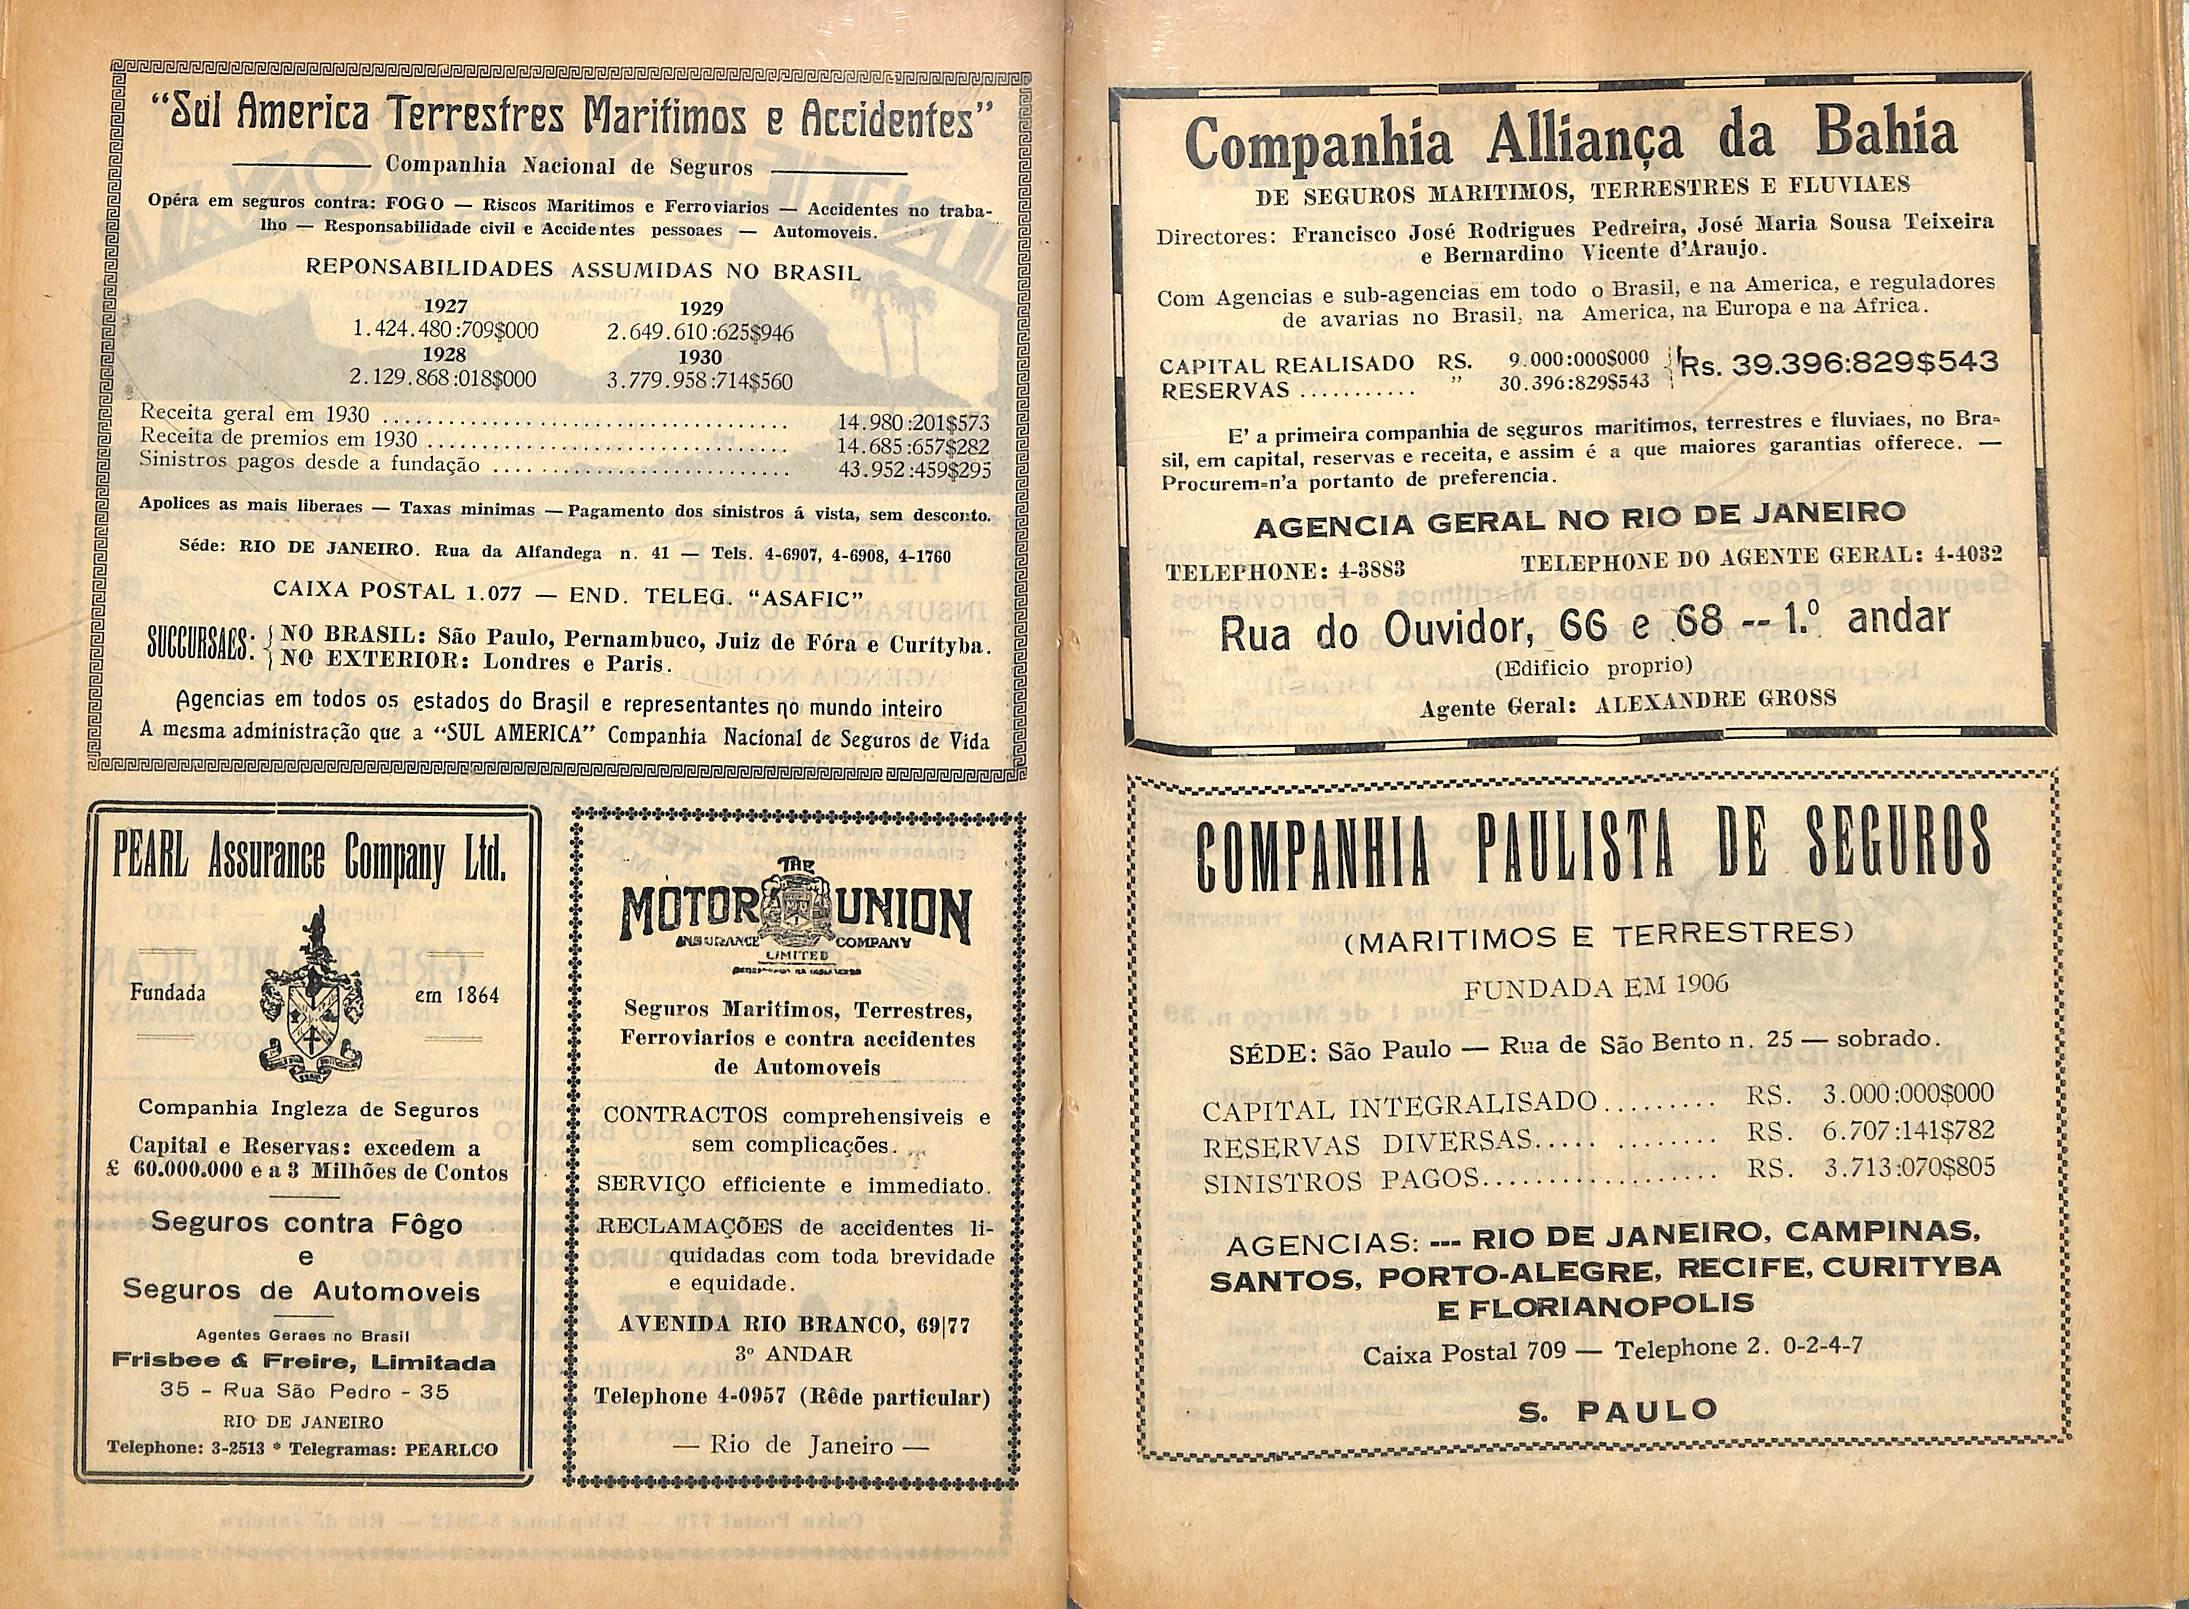 “Sul America Terrestres Maritimos e Accidentes”
Companhia Nacional de Seguros
Opéra em seguros contra: FOGO — Riscos Maritimos e Ferroviarios — Accidentes no traba-
lho — Responsabilidade civil e Accidentes pessoaes — Automoveis.
REPONSABILIDADES ASSUMIDAS NO BRASIL
1927 1929
1.424.480:709$000 2.649.610:625$946
1928 1930
2.129.868:018$000 3.779.958:714$560
Receita geral em 1930 ........ 14.980:201$573
Receita de premios em 1930 ........ 14.685:657$282
Sinistros pagos desde a fundação ........ 43.952:459$295
Apolices as mais liberaes — Taxas minimas — Pagamento dos sinistros á vista, sem desconto.
Séde: RIO DE JANEIRO. Rua da Alfandega n. 41 — Tels. 4-6907, 4-6908, 4-1760
CAIXA POSTAL 1.077 — END. TELEG. “ASAFIC”
SUCCURSAES: NO BRASIL: São Paulo, Pernambuco, Juiz de Fóra e Curityba.
NO EXTERIOR: Londres e Paris.
Agencias em todos os estados do Brasil e representantes no mundo inteiro
A mesma administração que a “SUL AMERICA” Companhia Nacional de Seguros de Vida
PEARL Assurance Company Ltd.
Fundada em 1864
Companhia Ingleza de Seguros
Capital e Reservas: excedem a
£ 60.000.000 e a 3 Milhões de Contos
Seguros contra Fôgo
e
Seguros de Automoveis
Agentes Geraes no Brasil
Frisbee & Freire, Limitada
35 - Rua São Pedro - 35
RIO DE JANEIRO
Telephone: 3-2513 * Telegramas: PEARLCO
THE
MOTOR UNION
INSURANCE COMPANY
LIMITED
Seguros Maritimos, Terrestres,
Ferroviarios e contra accidentes
de Automoveis
CONTRACTOS comprehensiveis e
sem complicações.
SERVIÇO efficiente e immediato.
RECLAMAÇÕES de accidentes li-
quidadas com toda brevidade
e equidade.
AVENIDA RIO BRANCO, 69|77
3º ANDAR
Telephone 4-0957 (Rêde particular)
— Rio de Janeiro —
Companhia Alliança da Bahia
DE SEGUROS MARITIMOS, TERRESTRES E FLUVIAES
Directores: Francisco José Rodrigues Pedreira, José Maria Sousa Teixeira
e Bernardino Vicente d'Araujo.
Com Agencias e sub-agencias em todo o Brasil, e na America, e reguladores
de avarias no Brasil, na America, na Europa e na Africa.
CAPITAL REALISADO RS. 9.000:000$000 Rs. 39.396:829$543
RESERVAS ........... ” 30.396:829$543
E' a primeira companhia de seguros maritimos, terrestres e fluviaes, no Bra=
sil, em capital, reservas e receita, e assim é a que maiores garantias offerece. —
Procurem=n'a portanto de preferencia.
AGENCIA GERAL NO RIO DE JANEIRO
TELEPHONE: 4-3883 TELEPHONE DO AGENTE GERAL: 4-4032
Rua do Ouvidor, 66 e 68 -- 1.º andar
(Edificio proprio)
Agente Geral: ALEXANDRE GROSS
COMPANHIA PAULISTA DE SEGUROS
(MARITIMOS E TERRESTRES)
FUNDADA EM 1906
SÉDE: São Paulo — Rua de São Bento n. 25 — sobrado.
CAPITAL INTEGRALISADO......... RS. 3.000:000$000
RESERVAS DIVERSAS..... ........ RS. 6.707:141$782
SINISTROS PAGOS.................. RS. 3.713:070$805
AGENCIAS: --- RIO DE JANEIRO, CAMPINAS,
SANTOS, PORTO-ALEGRE, RECIFE, CURITYBA
E FLORIANOPOLIS
Caixa Postal 709 — Telephone 2. 0-2-4-7
S. PAULO